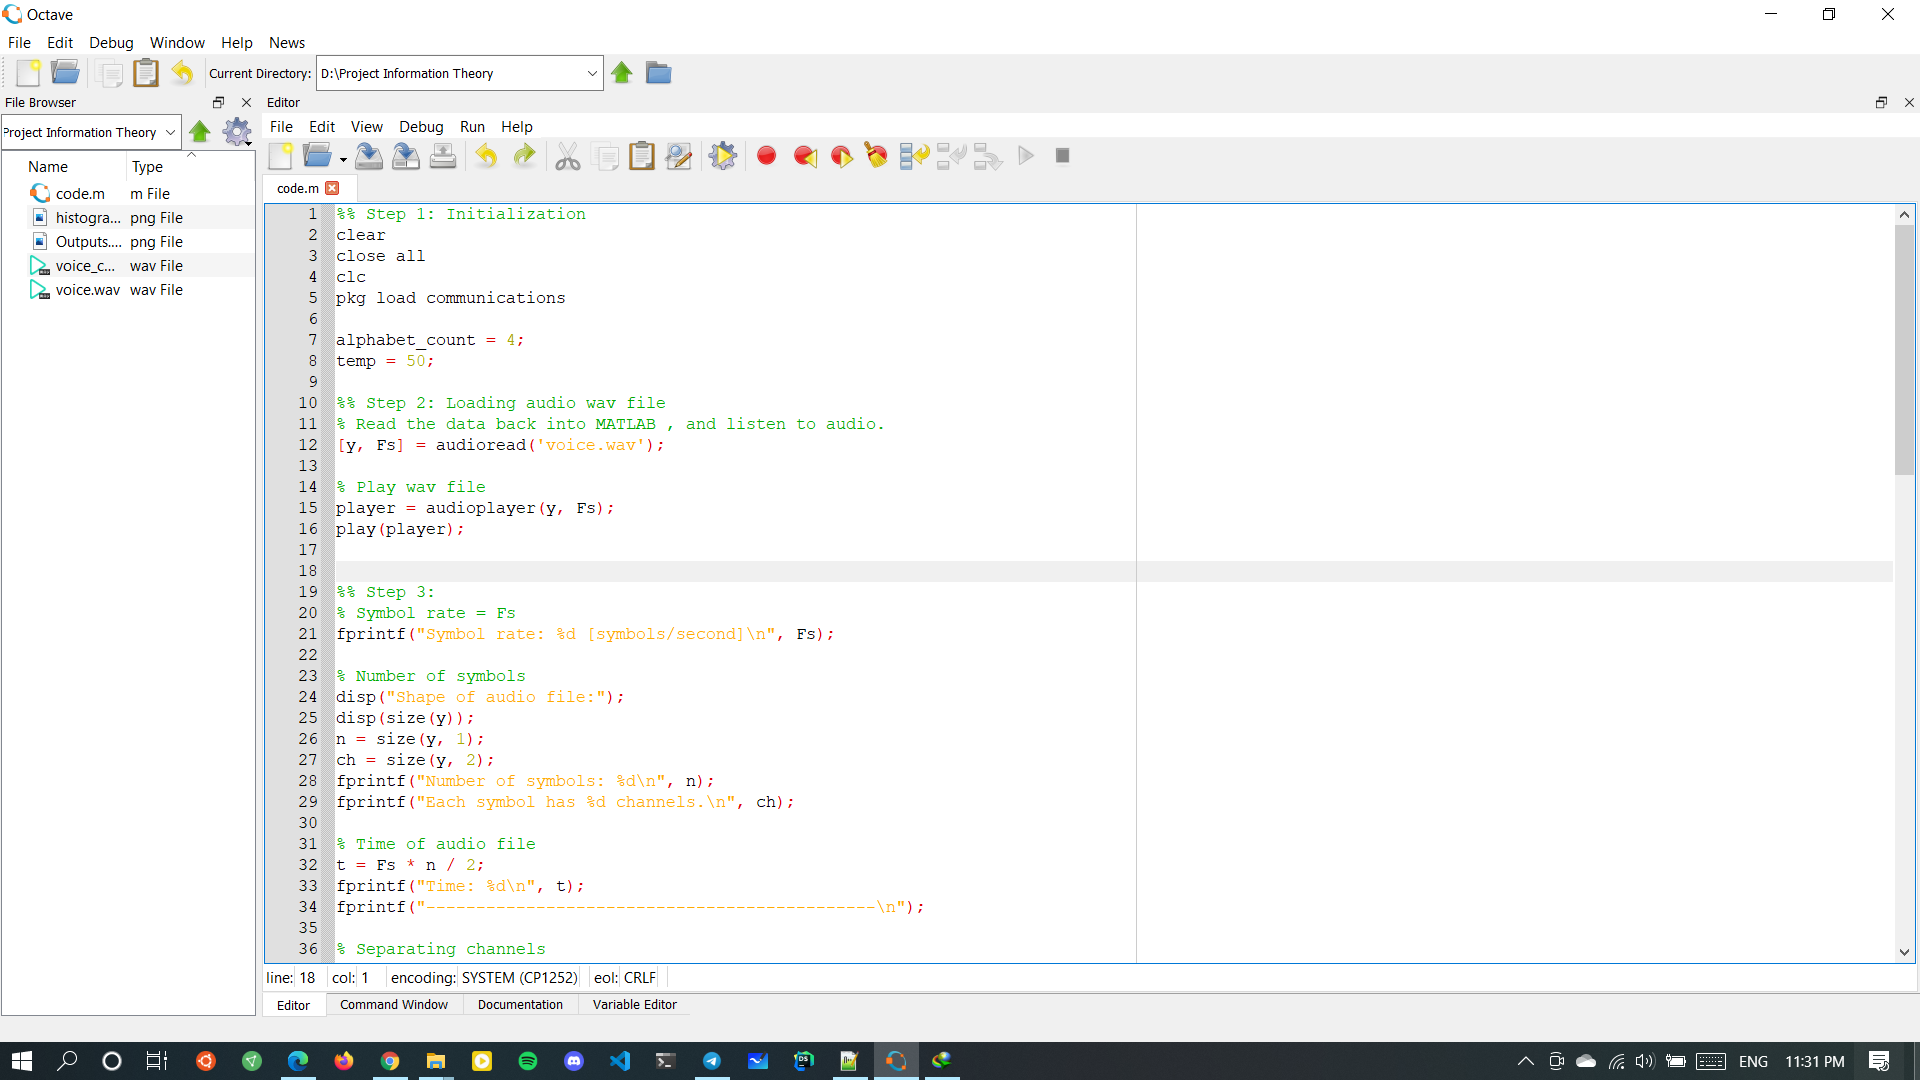 Octave
File Edit Debug Window Help News
Current Directory: D:\Project Information Theory
File Browser
Project Information Theory
Name Type
code.m m File
histogra... png File
Outputs.... png File
voice_c... wav File
voice.wav wav File
Editor
File Edit View Debug Run Help
code.m
1 %% Step 1: Initialization
2 clear
3 close all
4 clc
5 pkg load communications
6
7 alphabet_count = 4;
8 temp = 50;
9
10 %% Step 2: Loading audio wav file
11 % Read the data back into MATLAB , and listen to audio.
12 [y, Fs] = audioread('voice.wav');
13
14 % Play wav file
15 player = audioplayer(y, Fs);
16 play(player);
17
18
19 %% Step 3:
20 % Symbol rate = Fs
21 fprintf("Symbol rate: %d [symbols/second]\n", Fs);
22
23 % Number of symbols
24 disp("Shape of audio file:");
25 disp(size(y));
26 n = size(y, 1);
27 ch = size(y, 2);
28 fprintf("Number of symbols: %d\n", n);
29 fprintf("Each symbol has %d channels.\n", ch);
30
31 % Time of audio file
32 t = Fs * n / 2;
33 fprintf("Time: %d\n", t);
34 fprintf("---------------------------------------------\n");
35
36 % Separating channels
line: 18 col: 1 encoding: SYSTEM (CP1252) eol: CRLF
Editor Command Window Documentation Variable Editor
ENG 11:31 PM